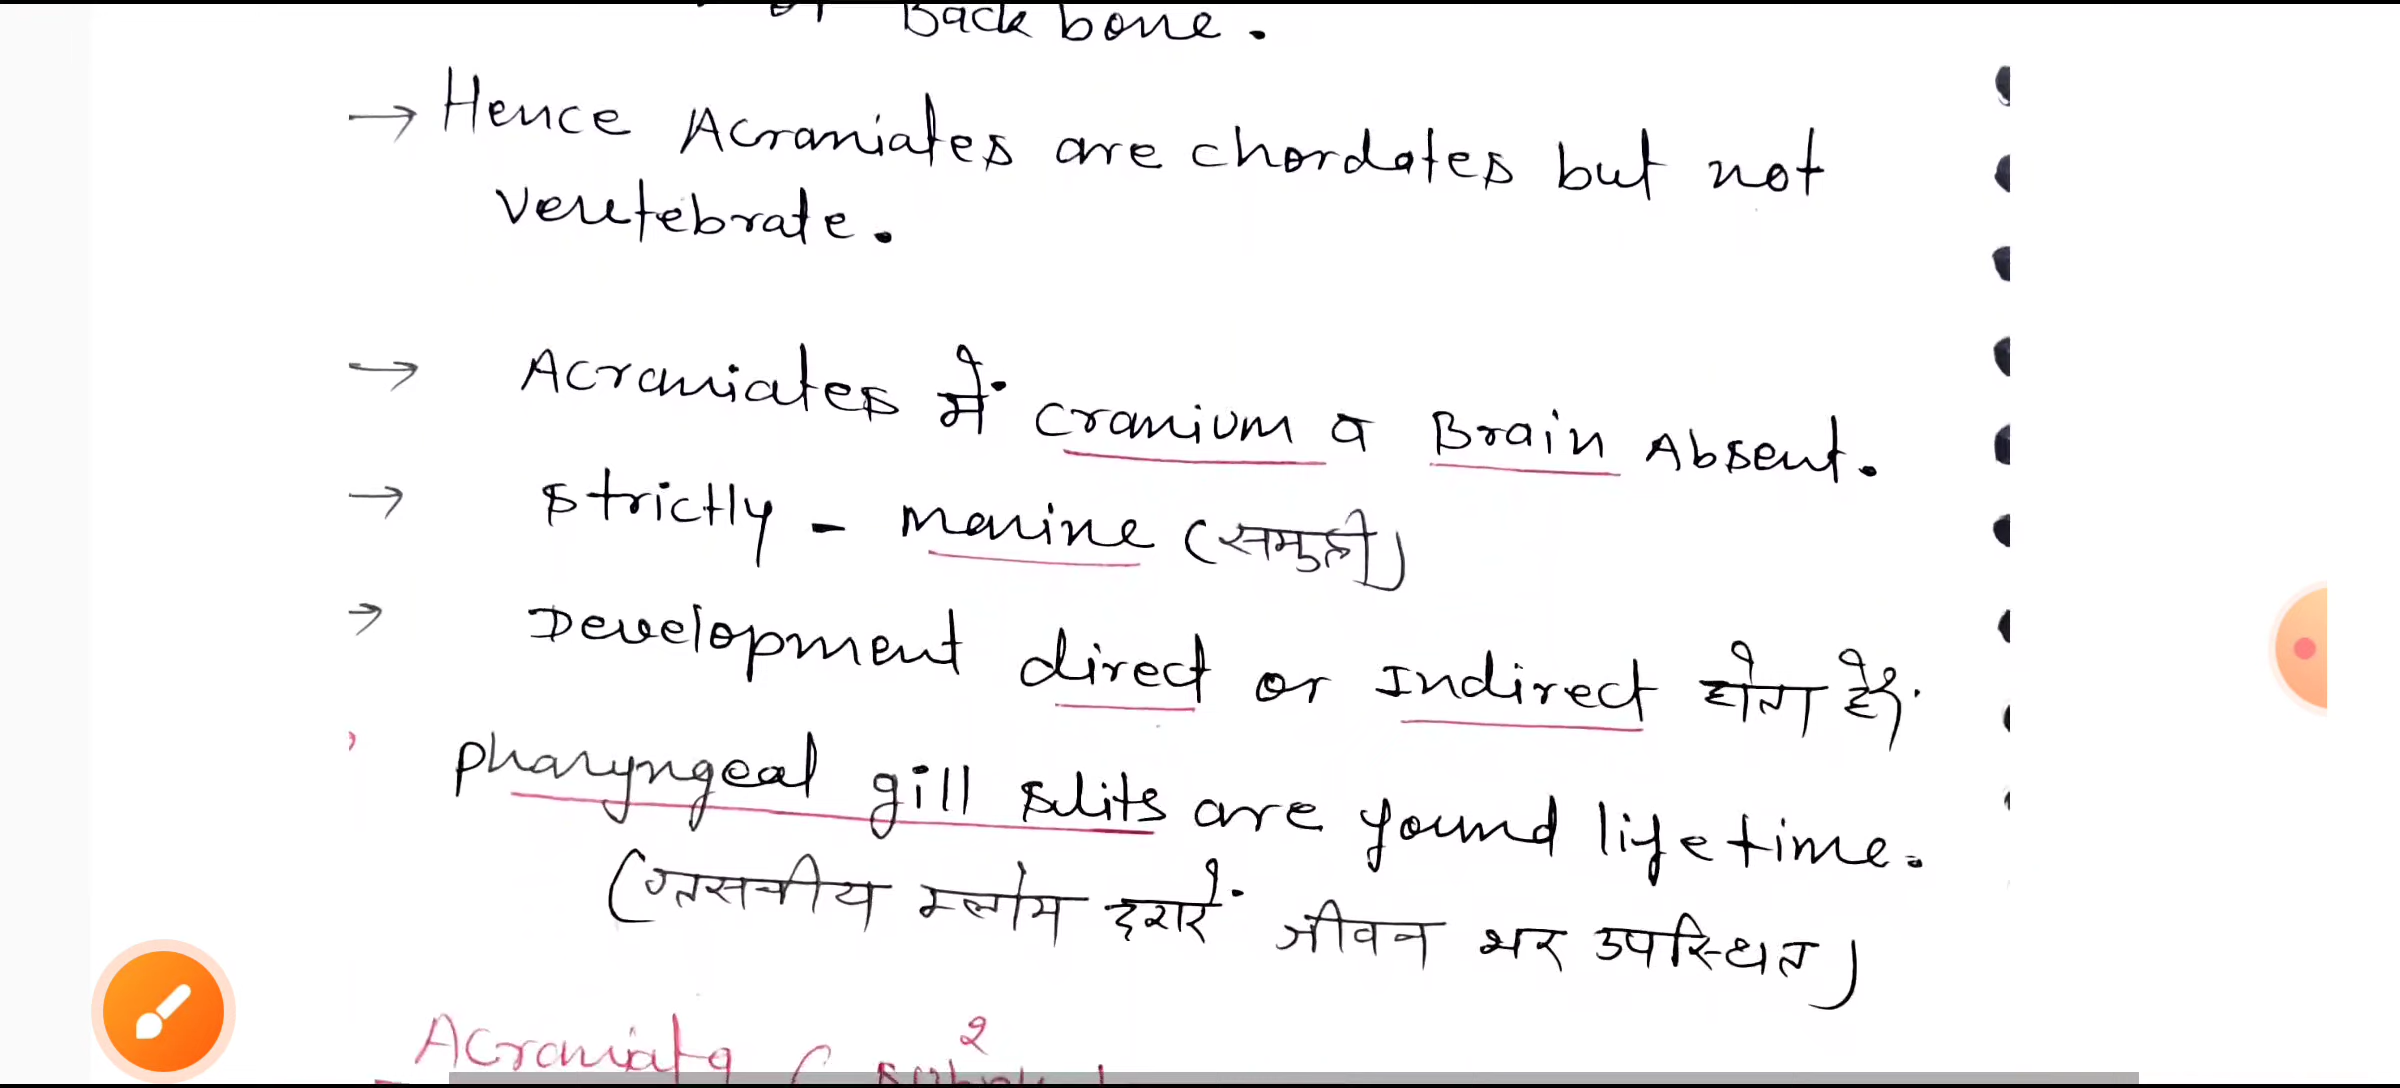 Back bone.
→ Hence Acraniates are chordates but not
vertebrate.
→ Acraniates में cranium व Brain Absent.
→ strictly - marine (समुद्री)
→ Development direct or Indirect होता है.
pharyngeal gill slits are found lifetime.
(ग्रसनीय क्लोम दरारें जीवन भर उपस्थित)
Acraniata (
2